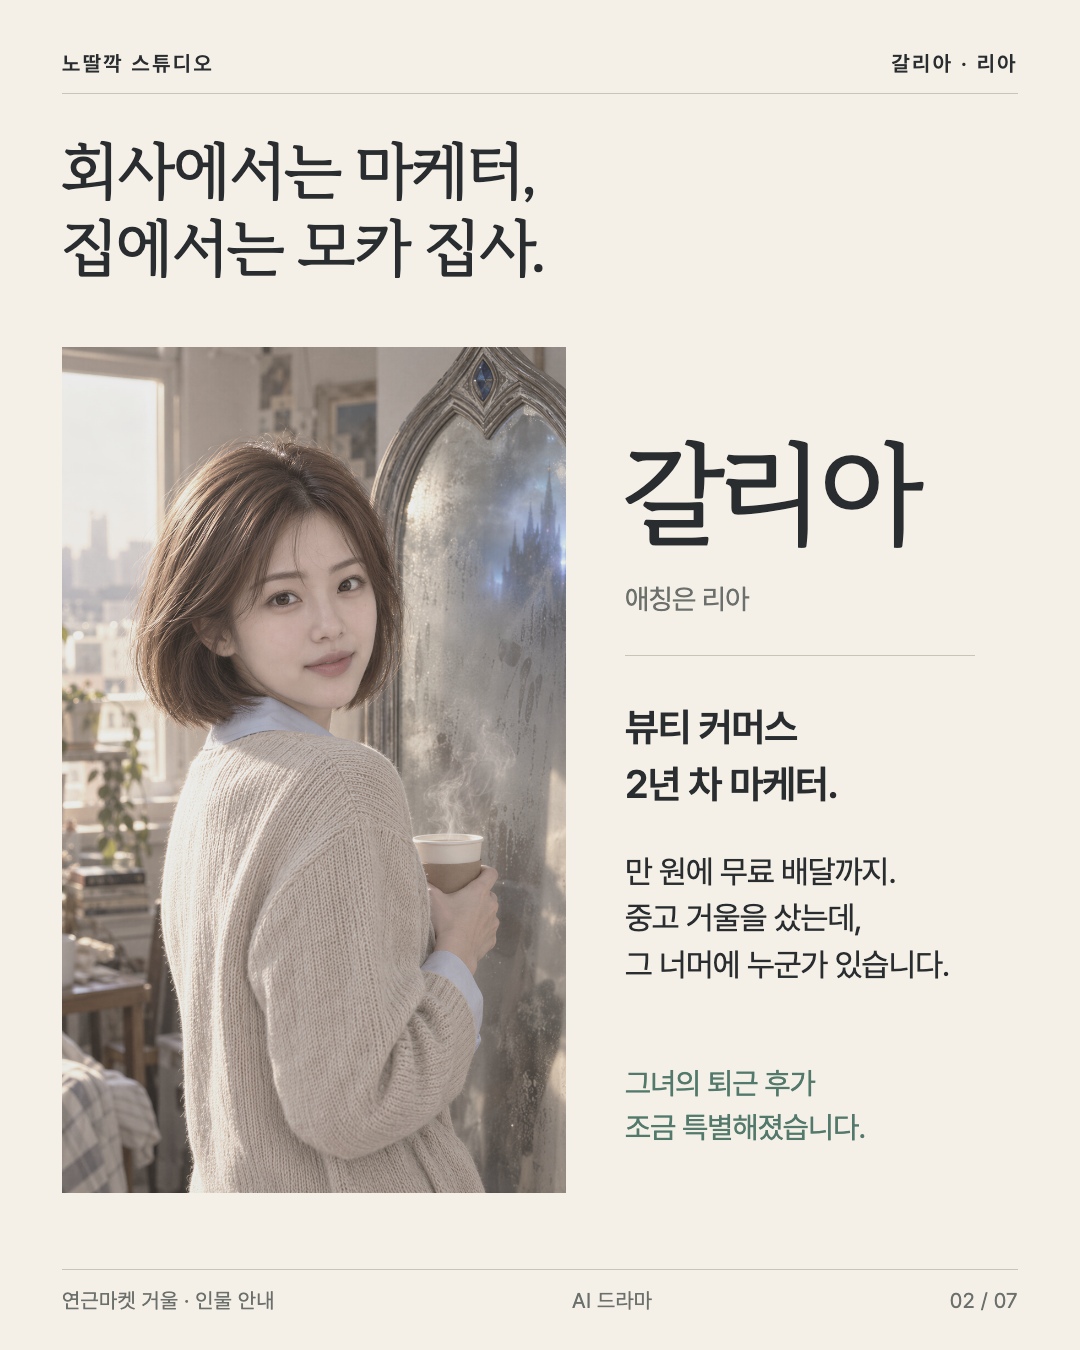 노딸깍 스튜디오
갈리아 · 리아
회사에서는 마케터,
집에서는 모카 집사.
갈리아
애칭은 리아
뷰티 커머스
2년 차 마케터.
만 원에 무료 배달까지.
중고 거울을 샀는데,
그 너머에 누군가 있습니다.
그녀의 퇴근 후가
조금 특별해졌습니다.
연근마켓 거울 · 인물 안내
AI 드라마
02 / 07